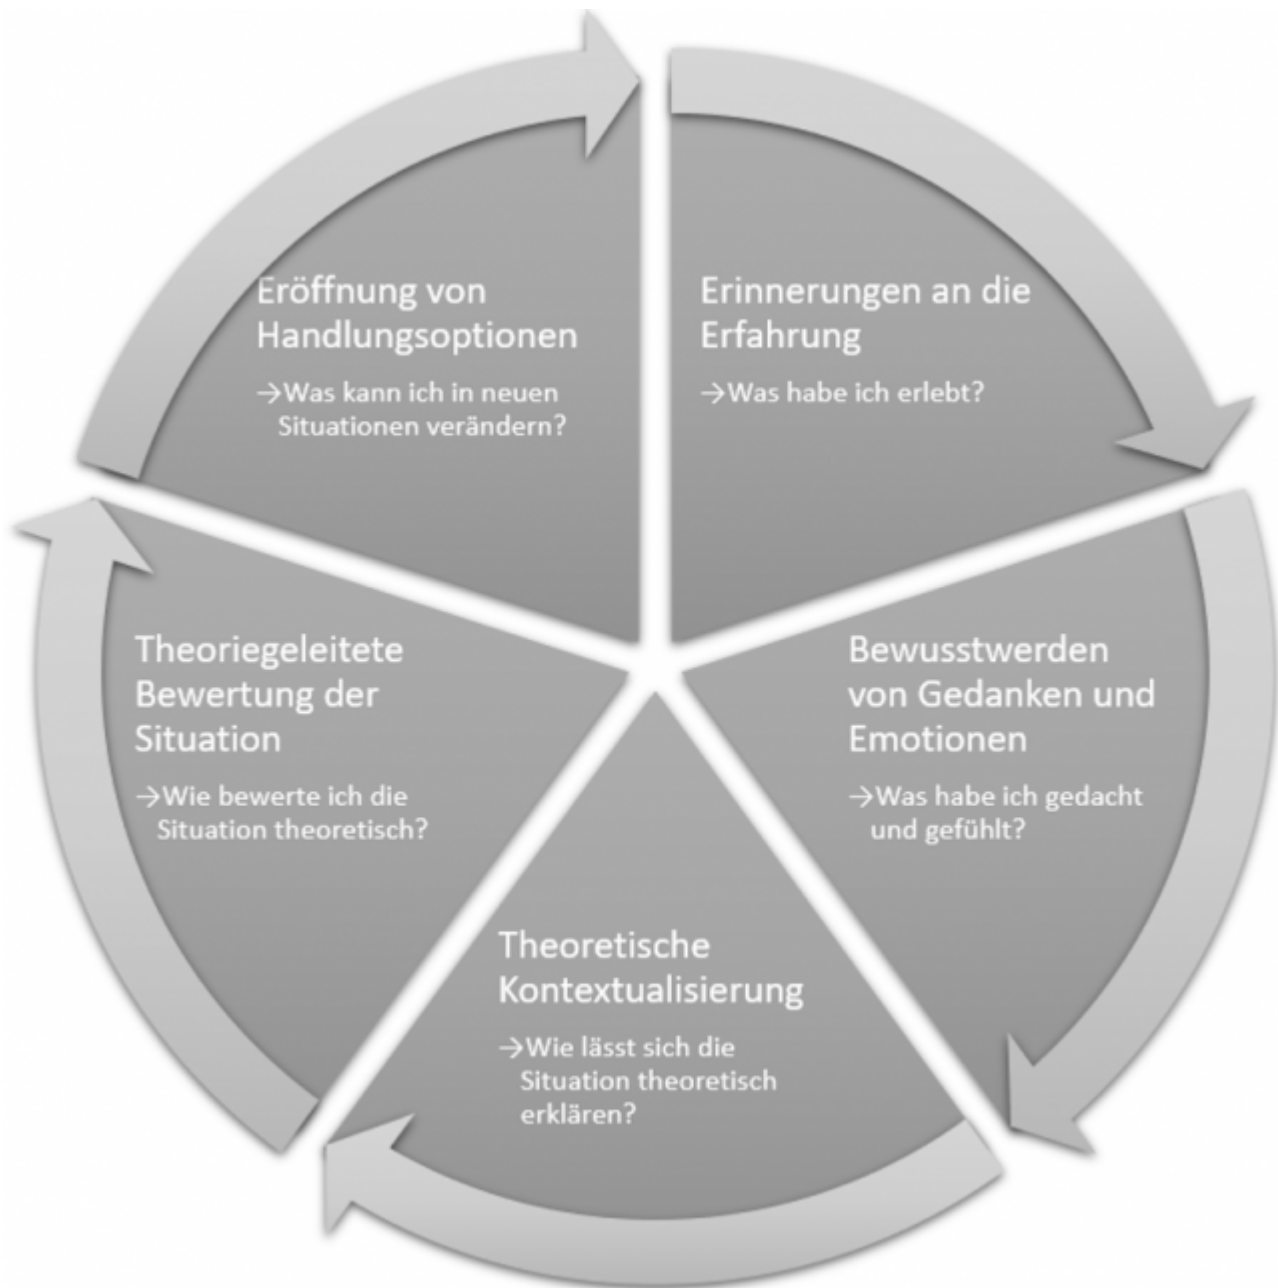 Eröffnung von
Handlungsoptionen
→Was kann ich in neuen
Situationen verändern?
Erinnerungen an die
Erfahrung
→Was habe ich erlebt?
Bewusstwerden
von Gedanken und
Emotionen
→Was habe ich gedacht
und gefühlt?
Theoretische
Kontextualisierung
→Wie lässt sich die
Situation theoretisch
erklären?
Theoriegeleitete
Bewertung der
Situation
→Wie bewerte ich die
Situation theoretisch?